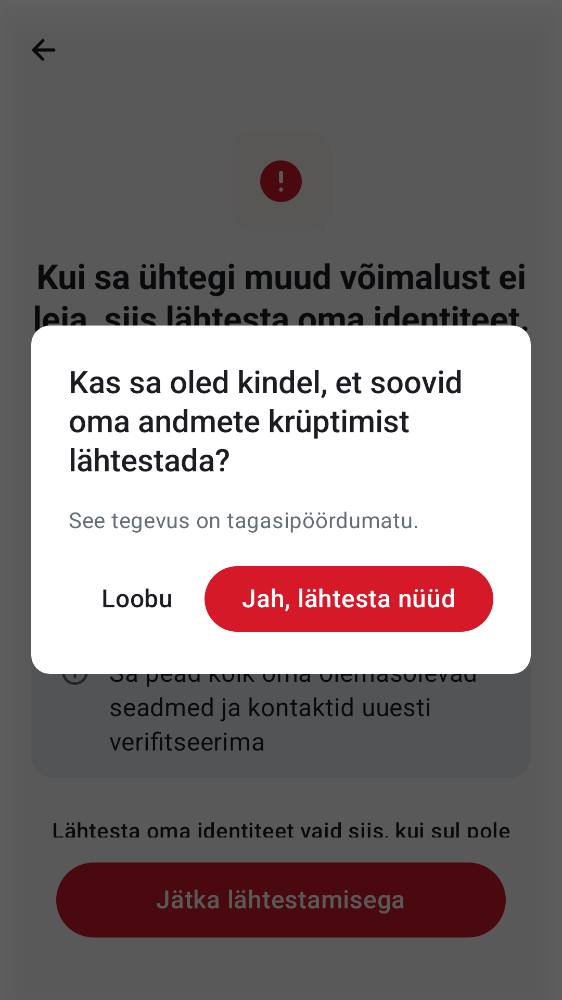 Kui sa ühtegi muud võimalust ei
leia, siis lähtesta oma identiteet.
Kas sa oled kindel, et soovid
oma andmete krüptimist
lähtestada?
See tegevus on tagasipöördumatu.
Loobu
Jah, lähtesta nüüd
Sa pead kõik oma olemasolevad
seadmed ja kontaktid uuesti
verifitseerima
Lähtesta oma identiteet vaid siis, kui sul pole
Jätka lähtestamisega